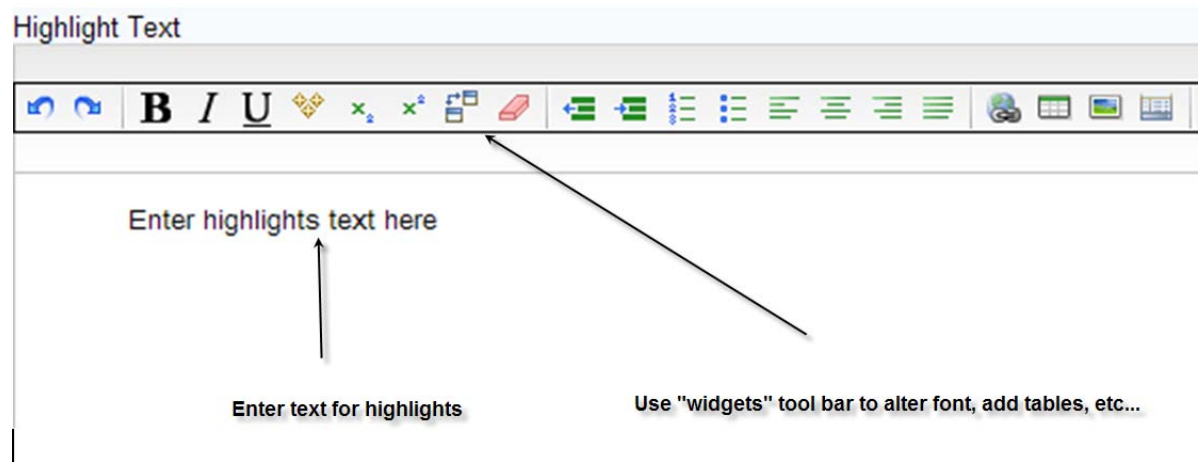 Highlight Text
B I U
Enter highlights text here
Enter text for highlights
Use "widgets" tool bar to alter font, add tables, etc...